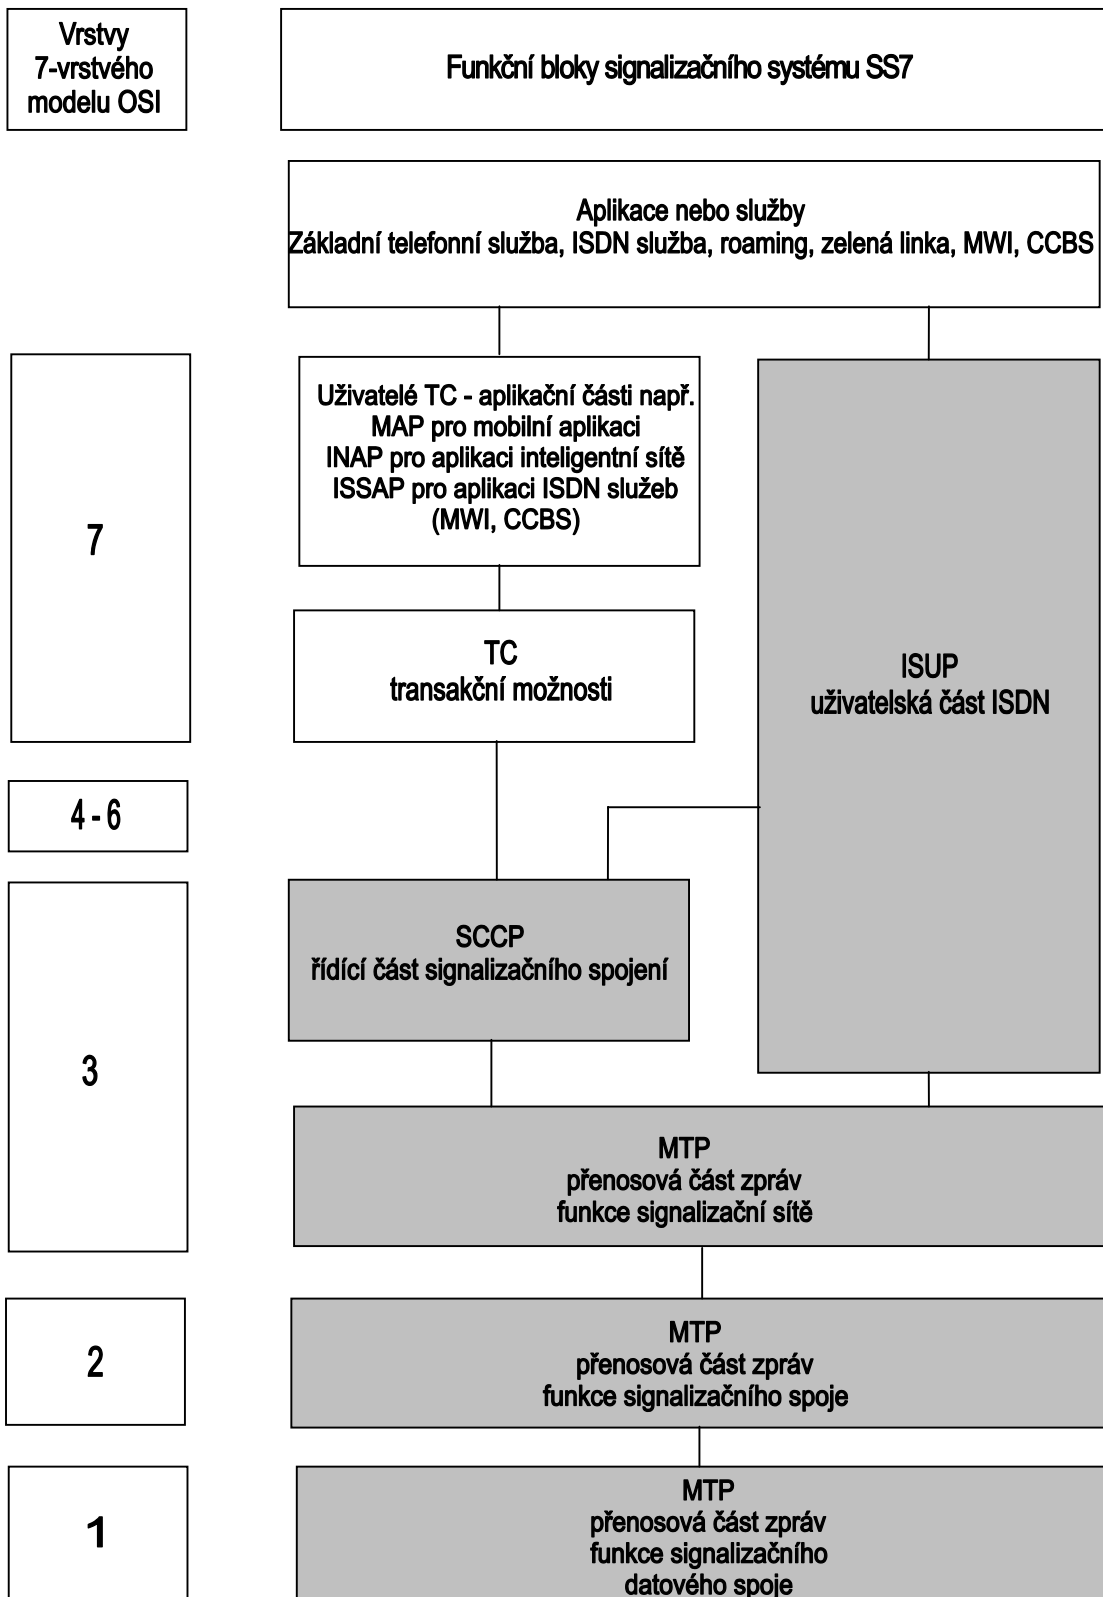 Vrstvy
7-vrstvého
modelu OSI
Funkční bloky signalizačního systému SS7
Aplikace nebo služby
Základní telefonní služba, ISDN služba, roaming, zelená linka, MWI, CCBS
7
Uživatelé TC - aplikační části např.
MAP pro mobilní aplikaci
INAP pro aplikaci inteligentní sítě
ISSAP pro aplikaci ISDN služeb
(MWI, CCBS)
TC
transakční možnosti
ISUP
uživatelská část ISDN
4 - 6
3
SCCP
řídící část signalizačního spojení
MTP
přenosová část zpráv
funkce signalizační sítě
2
MTP
přenosová část zpráv
funkce signalizačního spoje
1
MTP
přenosová část zpráv
funkce signalizačního
datového spoje